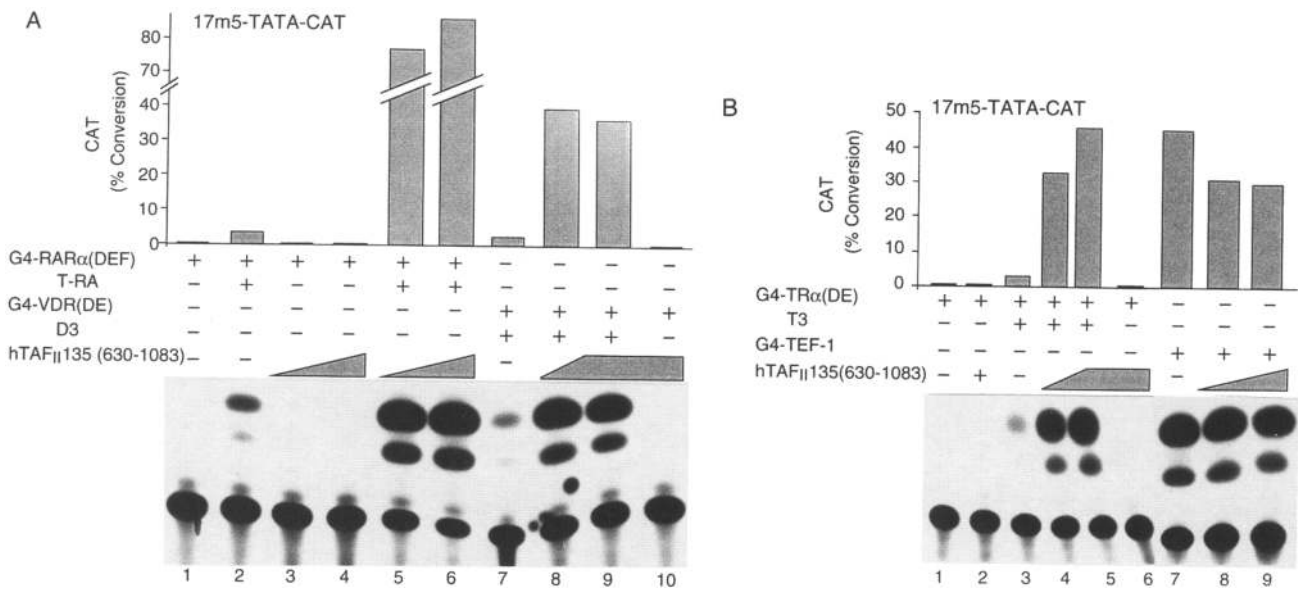 A
17m5-TATA-CAT
CAT
(% Conversion)
80
70
40
30
20
10
0
G4-RARα(DEF) + + + + + + – – – –
T-RA – + – – + + – – – –
G4-VDR(DE) – – – – – – + + + +
D3 – – – – – – + + + –
hTAFII135 (630-1083) – – –
1 2 3 4 5 6 7 8 9 10
B
17m5-TATA-CAT
CAT
(% Conversion)
50
40
30
20
10
0
G4-TRα(DE) + + + + + + – – –
T3 – – + + + – – – –
G4-TEF-1 – – – – – – + + +
hTAFII135(630-1083) – + – –
1 2 3 4 5 6 7 8 9